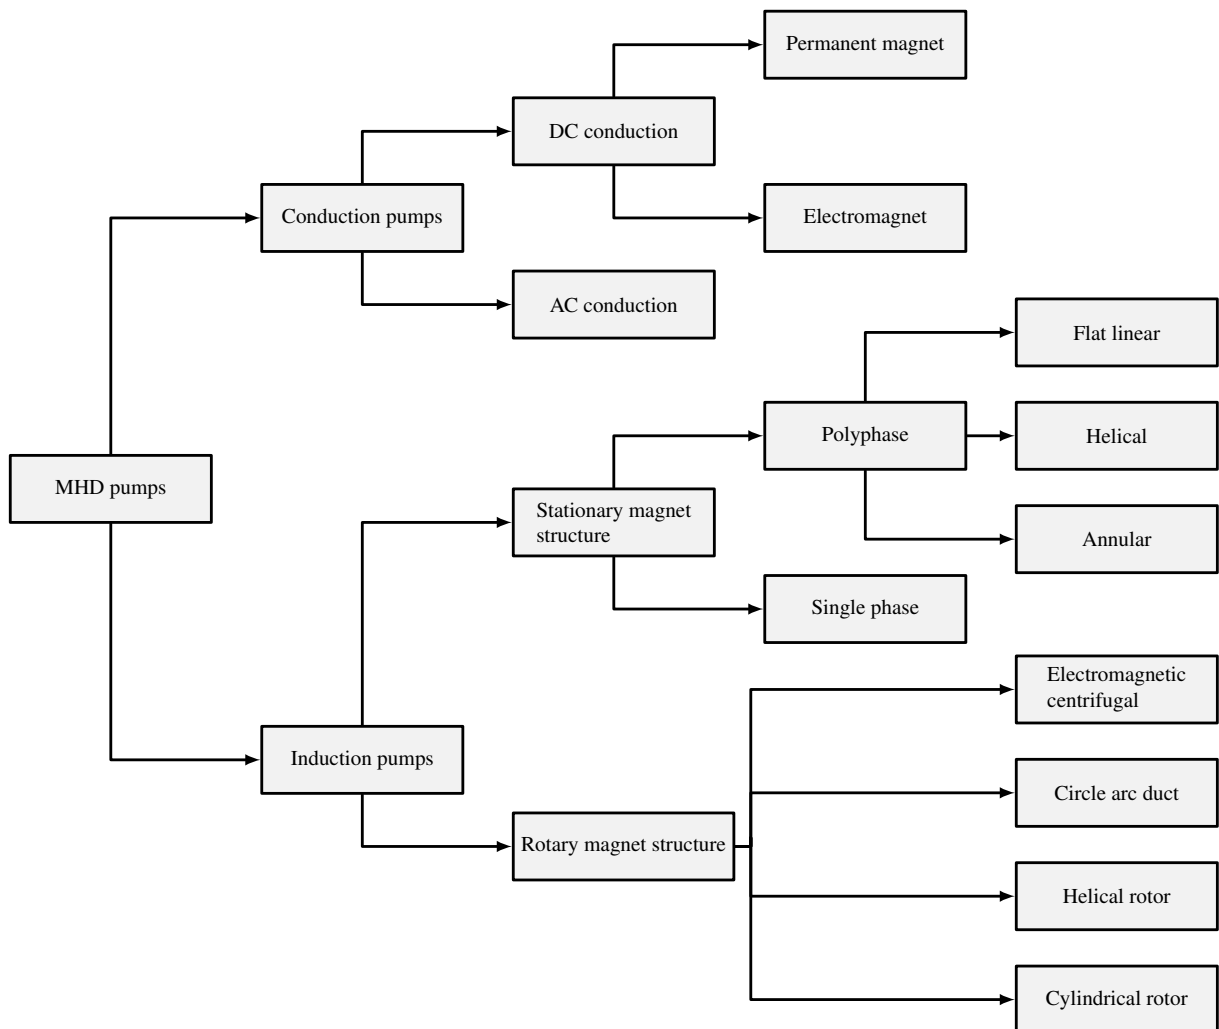 Permanent magnet
DC conduction
Conduction pumps
Electromagnet
AC conduction
Flat linear
Polyphase
Helical
MHD pumps
Stationary magnet
structure
Annular
Single phase
Electromagnetic
centrifugal
Induction pumps
Circle arc duct
Rotary magnet structure
Helical rotor
Cylindrical rotor